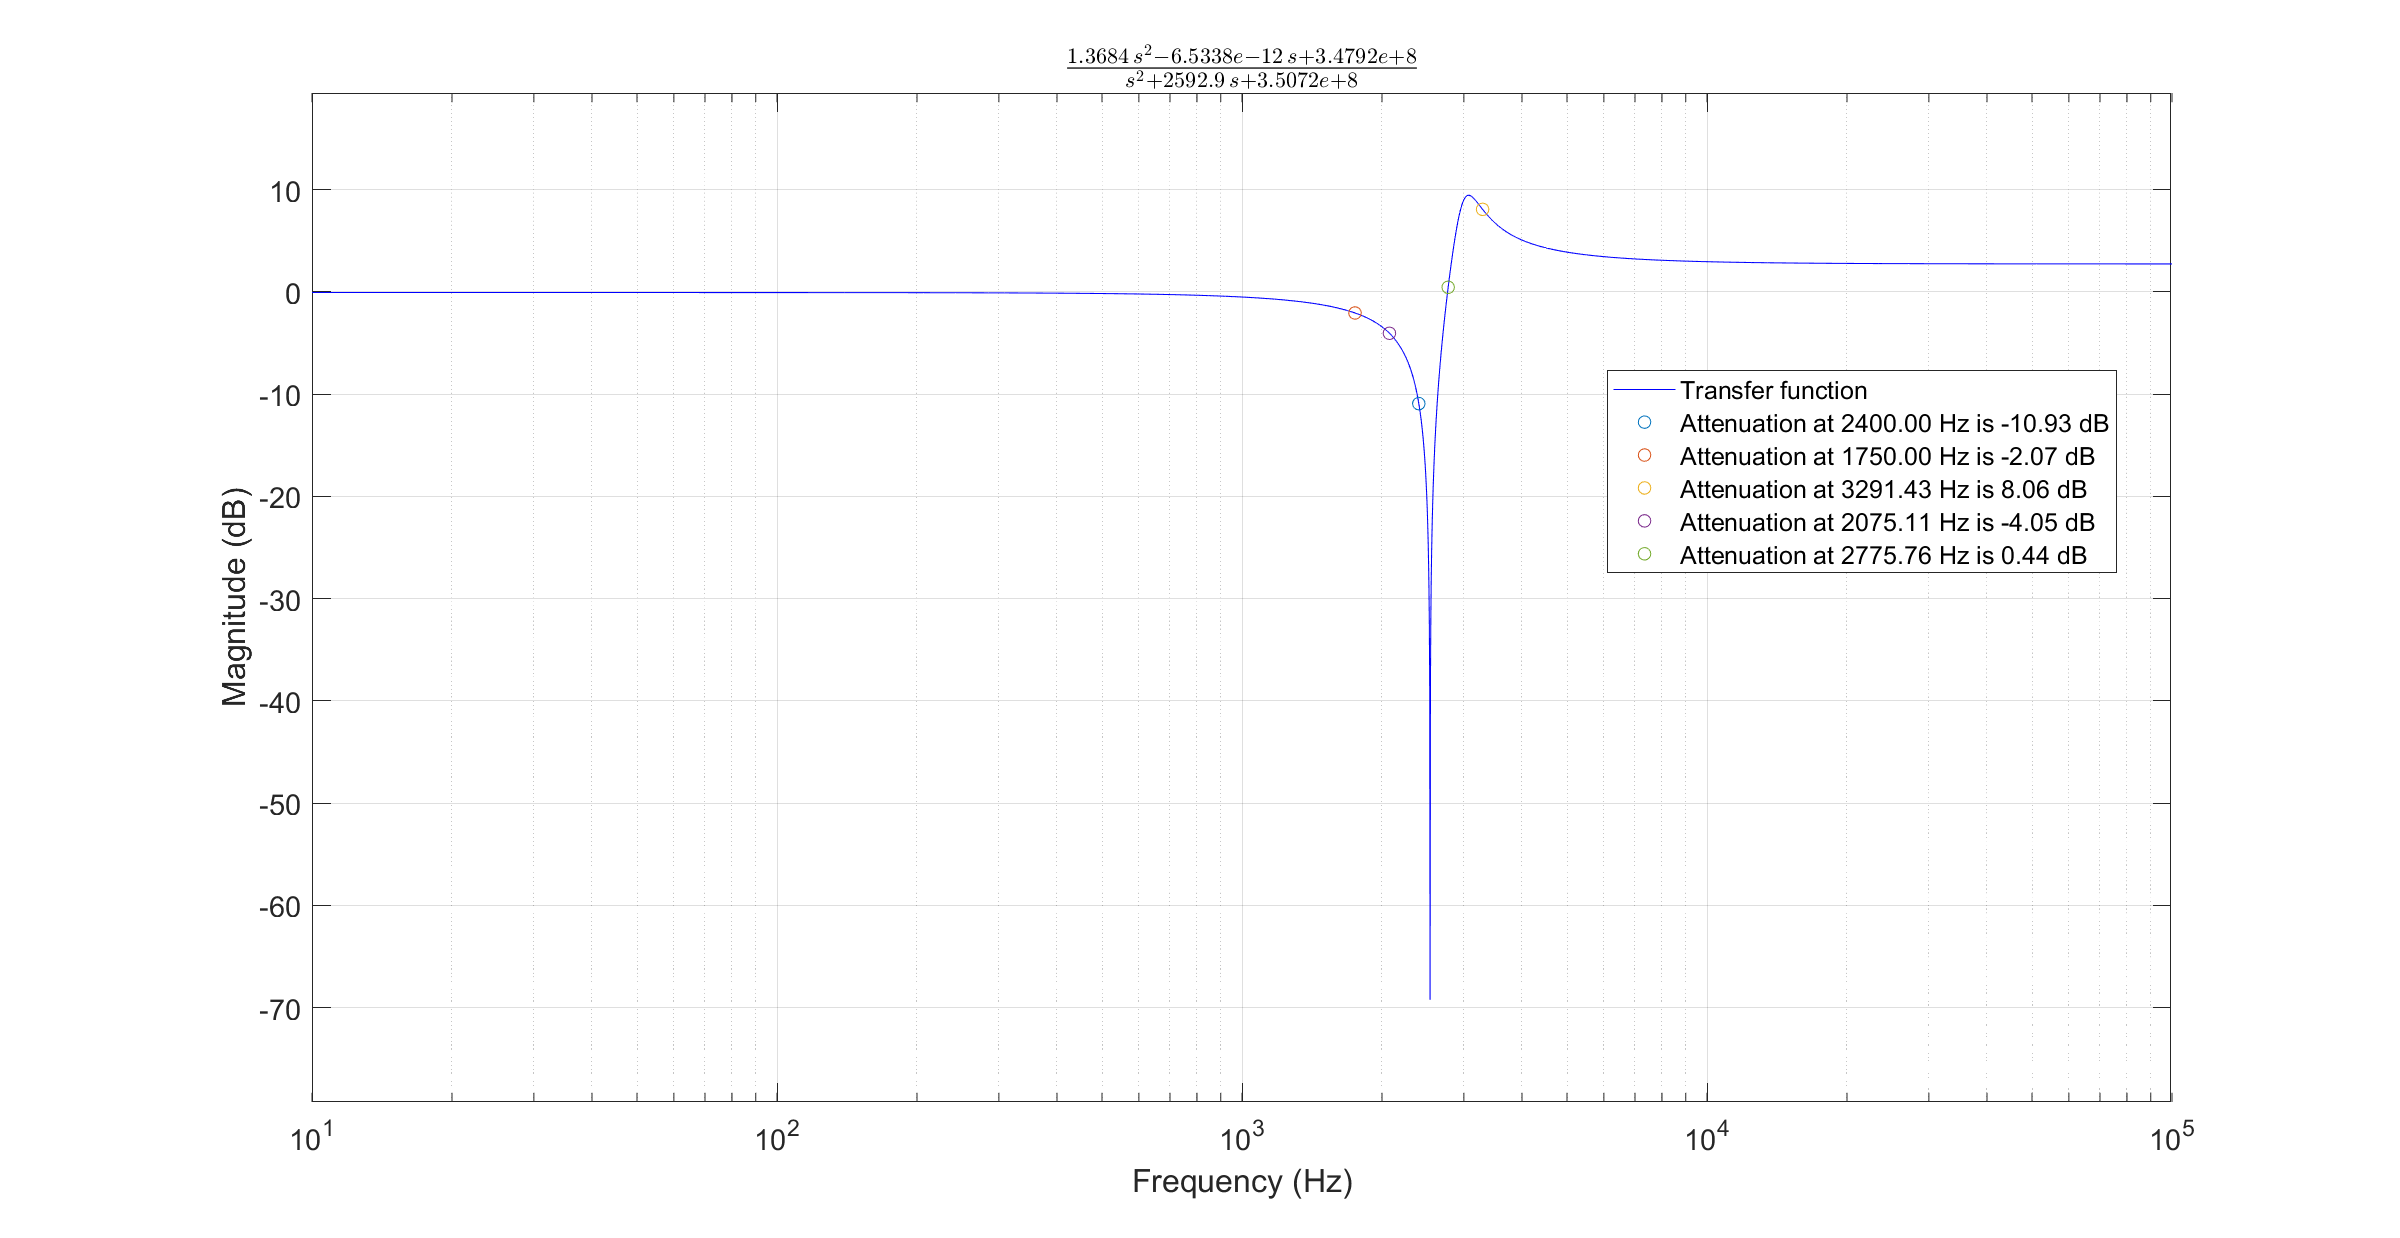 1.3684 s²−6.5338e−12 s+3.4792e+8
s²+2592.9 s+3.5072e+8
10
0
-10
-20
-30
-40
-50
-60
-70
Magnitude (dB)
Transfer function
Attenuation at 2400.00 Hz is -10.93 dB
Attenuation at 1750.00 Hz is -2.07 dB
Attenuation at 3291.43 Hz is 8.06 dB
Attenuation at 2075.11 Hz is -4.05 dB
Attenuation at 2775.76 Hz is 0.44 dB
10¹ 10² 10³ 10⁴ 10⁵
Frequency (Hz)